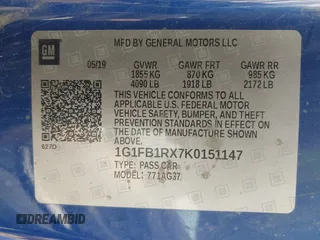 MFD BY GENERAL MOTORS LLC
GM
05/19 GVWR GAWR FRT GAWR RR
1855 KG 870 KG 985 KG
4090 LB 1918 LB 2172 LB
THIS VEHICLE CONFORMS TO ALL
APPLICABLE U.S. FEDERAL MOTOR
VEHICLE SAFETY, BUMPER, AND
THEFT PREVENTION STANDARDS
IN EFFECT ON THE DATE OF
MANUFACTURE SHOWN ABOVE.
627D
1G1FB1RX7K0151147
TYPE: PASS CAR
MODEL: 771AG37
DREAMBID